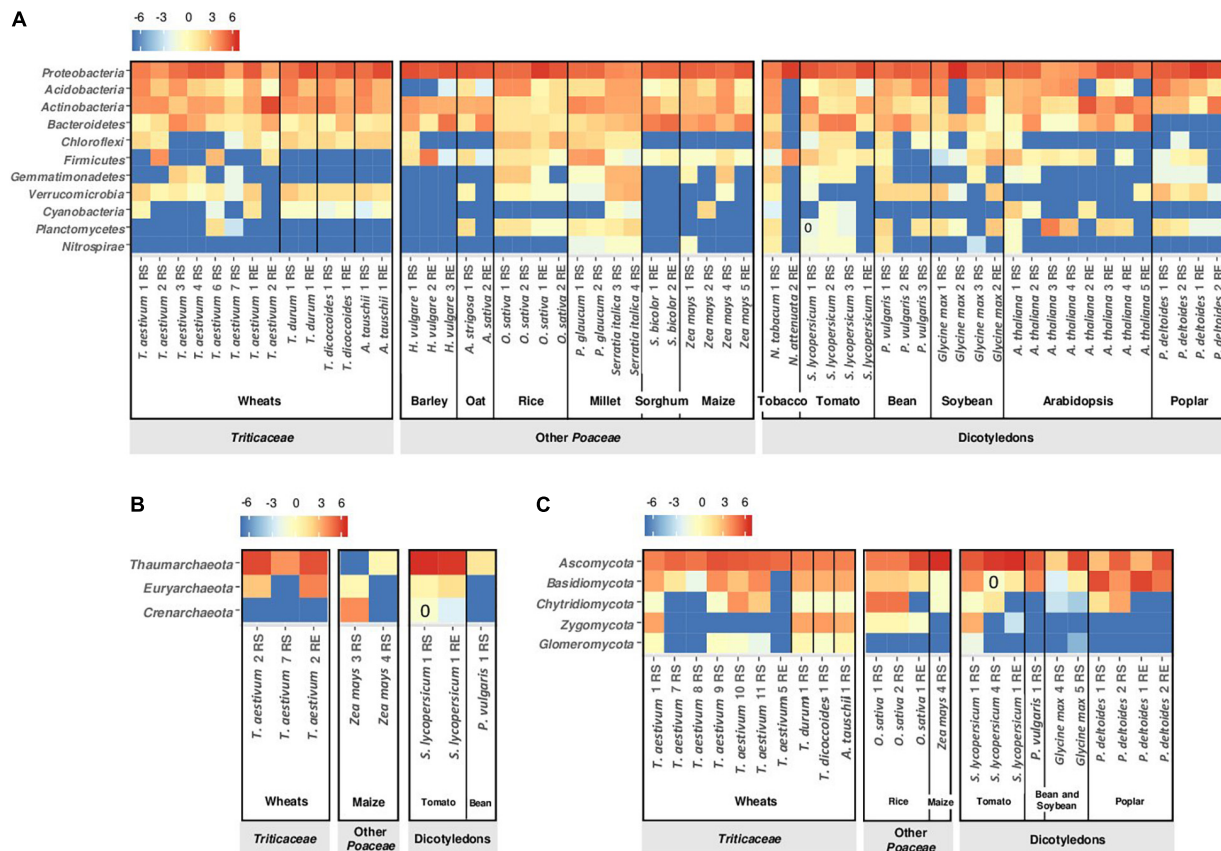 A
-6 -3 0 3 6
Proteobacteria
Acidobacteria
Actinobacteria
Bacteroidetes
Chloroflexi
Firmicutes
Gemmatimonadetes
Verrucomicrobia
Cyanobacteria
Planctomycetes
Nitrospirae
0
T. aestivum 1 RS
T. aestivum 2 RS
T. aestivum 3 RS
T. aestivum 4 RS
T. aestivum 6 RS
T. aestivum 7 RS
T. aestivum 1 RE
T. aestivum 2 RE
T. durum 1 RS
T. durum 1 RE
T. dicoccoides 1 RS
T. diccoccoides 1 RE
A. tauschii 1 RS
A. tauschii 1 RE
H. vulgare 1 RS
H. vulgare 2 RE
H. vulgare 3 RE
A. strigosa 1 RS
A. sativa 2 RE
O. sativa 1 RS
O. sativa 2 RS
O. sativa 1 RE
O. sativa 2 RE
P. glaucum 1 RS
P. glaucum 2 RS
Serratria italica 3 RS
Serratria italica 4 RS
S. bicolor 1 RE
S. bicolor 2 RE
Zea mays 1 RS
Zea mays 2 RS
Zea mays 4 RS
Zea mays 5 RE
N. tabacum 1 RS
N. attenuata 2 RE
S. lycopersicum 1 RS
S. lycopersicum 2 RS
S. lycopersicum 3 RS
S. lycopersicum 1 RE
P. vulgaris 1 RS
P. vulgaris 2 RS
P. vulgaris 3 RS
Glycine max 1 RS
Glycine max 2 RS
Glycine max 3 RS
Glycine max 2 RE
A. thaliana 1 RS
A. thaliana 2 RS
A. thaliana 3 RS
A. thaliana 1 RE
A. thaliana 2 RE
A. thaliana 3 RE
A. thaliana 4 RE
A. thaliana 5 RE
P. deltoides 1 RS
P. deltoides 2 RS
P. deltoides 1 RE
P. deltoides 2 RE
Wheats Barley Oat Rice Millet Sorghum Maize Tobacco Tomato Bean Soybean Arabidopsis Poplar
Triticaceae Other Poaceae Dicotyledons
B
-6 -3 0 3 6
Thaumarchaeota
Euryarchaeota
Crenarchaeota
0
T. aestivum 2 RS
T. aestivum 7 RS
T. aestivum 2 RE
Zea mays 3 RS
Zea mays 4 RS
S. lycopersicum 1 RS
S. lycopersicum 1 RE
P. vulgaris 1 RS
Wheats Maize Tomato Bean
Triticaceae Other Poaceae Dicotyledons
C
-6 -3 0 3 6
Ascomycota
Basidiomycota
Chytridiomycota
Zygomycota
Glomeromycota
0
T. aestivum 1 RS
T. aestivum 7 RS
T. aestivum 8 RS
T. aestivum 9 RS
T. aestivum 10 RS
T. aestivum 11 RS
T. aestivum 5 RE
T. durum 1 RS
T. dicoccoides 1 RS
A. tauschii 1 RS
O. sativa 1 RS
O. sativa 2 RS
O. sativa 1 RE
Zea mays 4 RS
S. lycopersicum 1 RS
S. lycopersicum 4 RS
S. lycopersicum 1 RE
P. vulgaris 1 RS
Glycine max 4 RS
Glycine max 5 RS
P. deltoides 1 RS
P. deltoides 2 RS
P. deltoides 1 RE
P. deltoides 2 RE
Wheats Rice Maize Tomato Bean and Soybean Poplar
Triticaceae Other Poaceae Dicotyledons